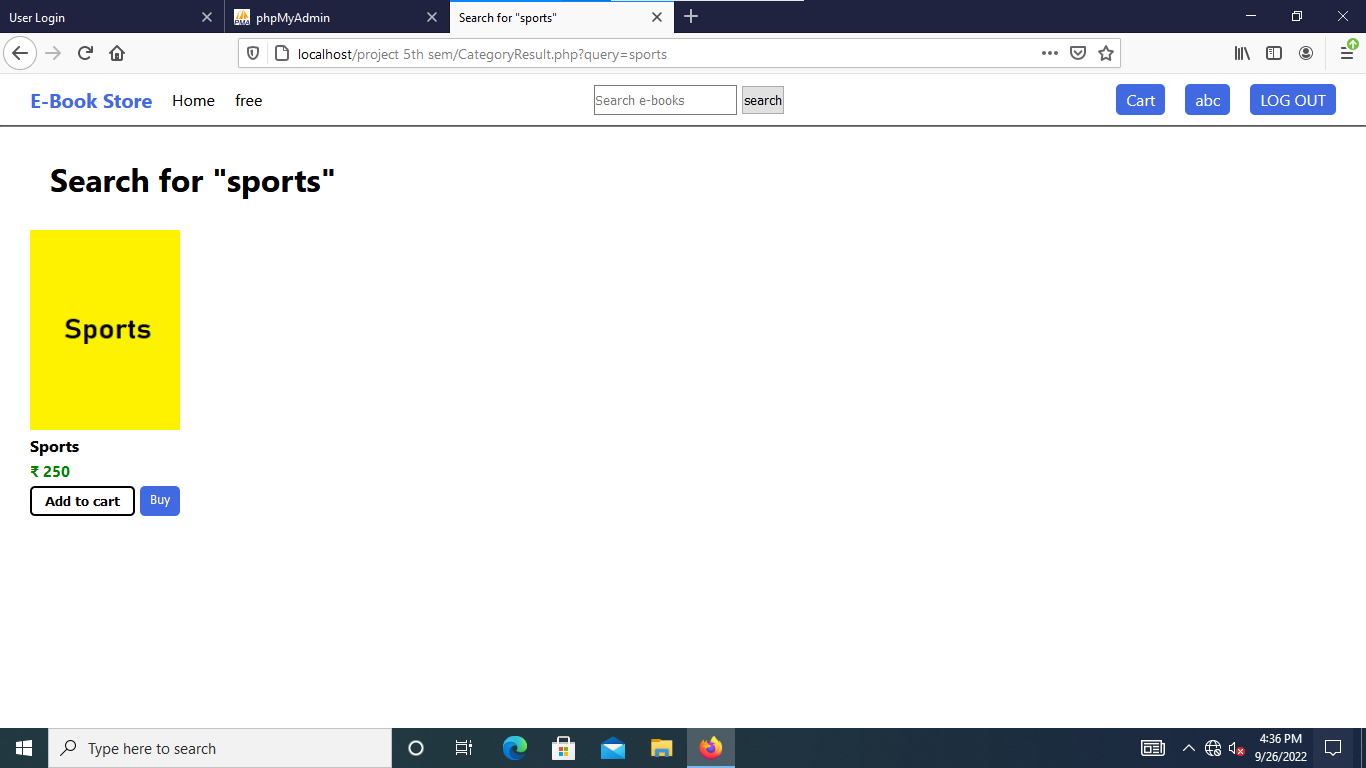 User Login
phpMyAdmin
Search for "sports"
localhost/project 5th sem/CategoryResult.php?query=sports
E-Book Store Home free Search e-books search Cart abc LOG OUT
Search for "sports"
Sports
Sports
₹ 250
Add to cart Buy
Type here to search
4:36 PM
9/26/2022